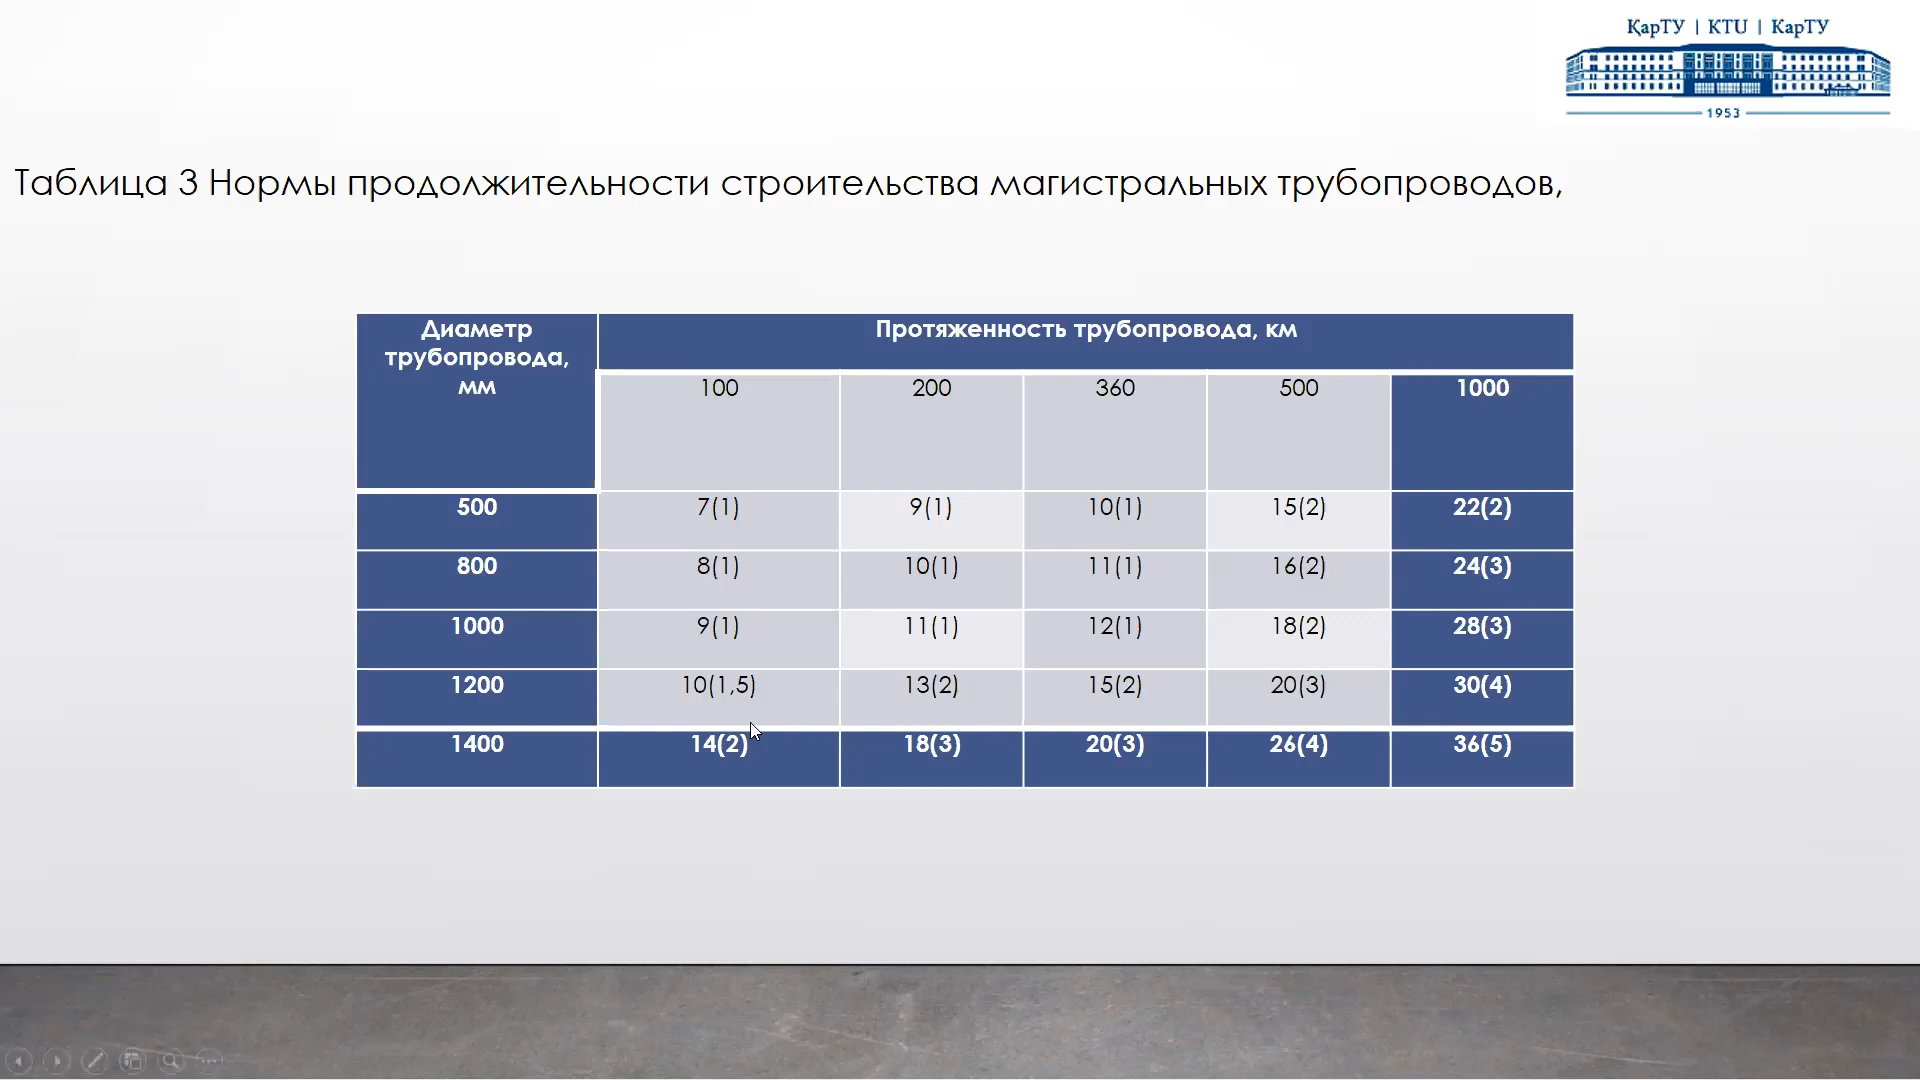 ҚарТУ | KTU | КарТУ
1953
Таблица 3 Нормы продолжительности строительства магистральных трубопроводов,
Диаметр трубопровода, мм Протяженность трубопровода, км
100 200 360 500 1000
500 7(1) 9(1) 10(1) 15(2) 22(2)
800 8(1) 10(1) 11(1) 16(2) 24(3)
1000 9(1) 11(1) 12(1) 18(2) 28(3)
1200 10(1,5) 13(2) 15(2) 20(3) 30(4)
1400 14(2) 18(3) 20(3) 26(4) 36(5)